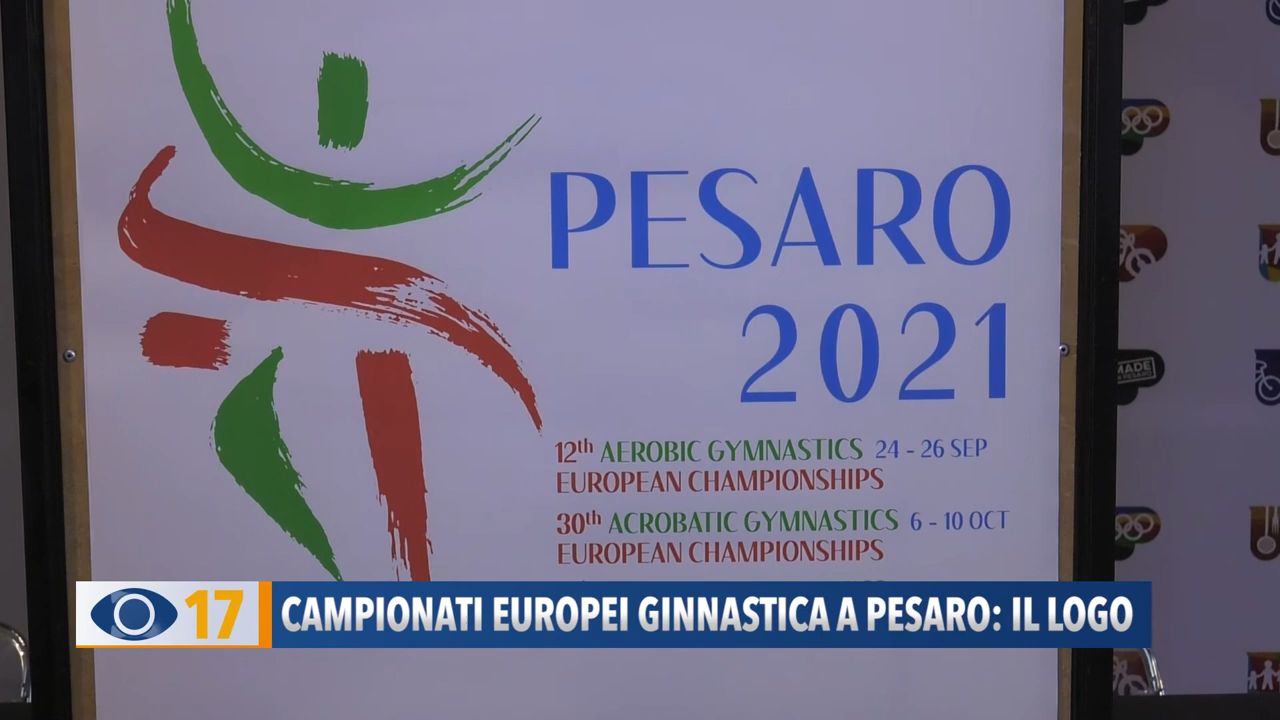 PESARO
2021
12th AEROBIC GYMNASTICS 24 - 26 SEP
EUROPEAN CHAMPIONSHIPS
30th ACROBATIC GYMNASTICS 6 - 10 OCT
EUROPEAN CHAMPIONSHIPS
MADE
17 CAMPIONATI EUROPEI GINNASTICA A PESARO: IL LOGO